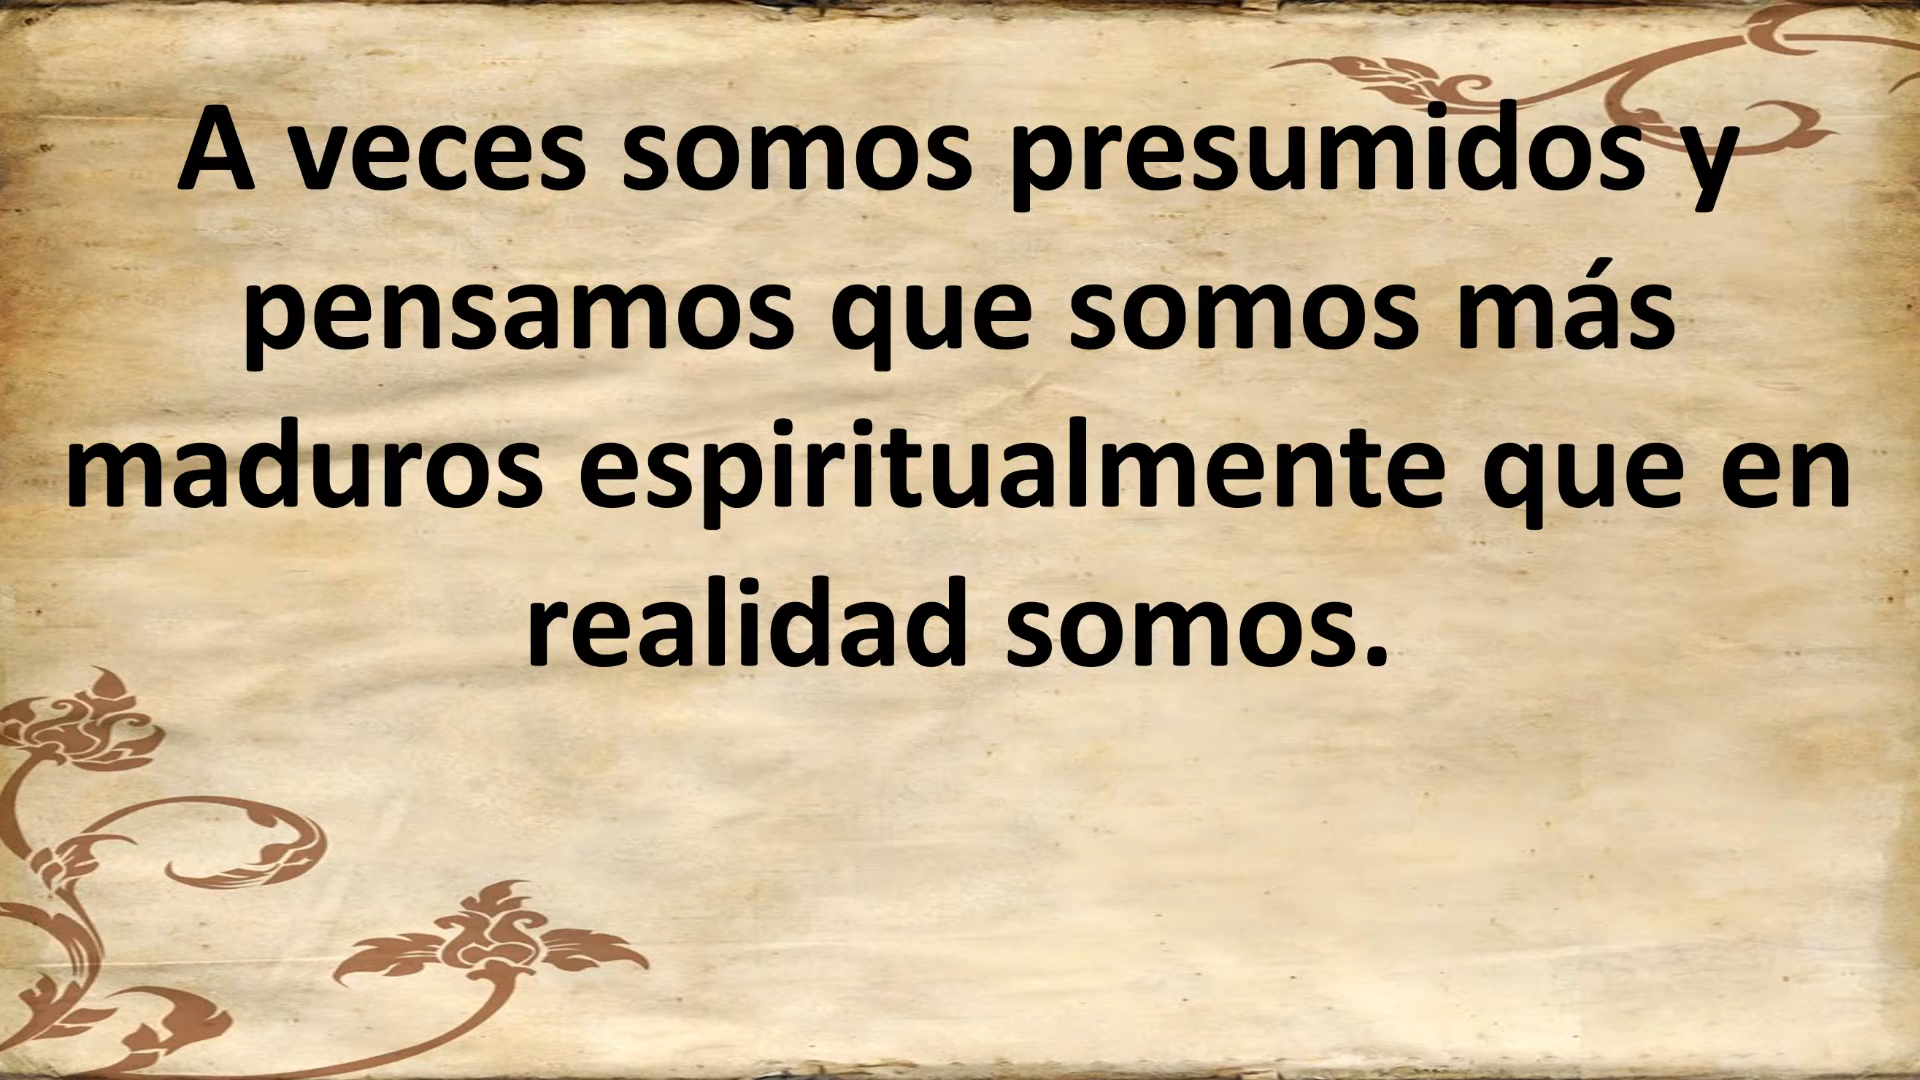 A veces somos presumidos y
pensamos que somos más
maduros espiritualmente que en
realidad somos.